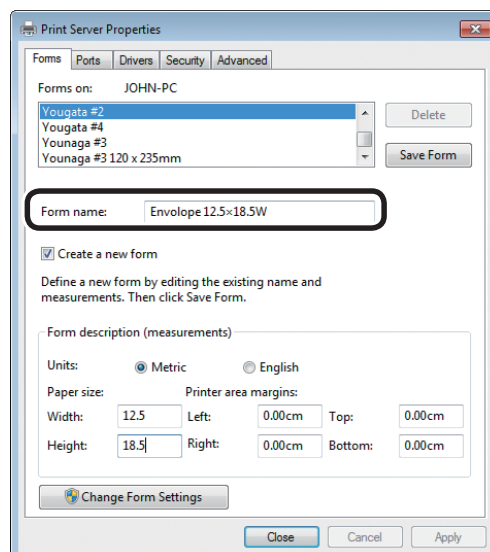 Print Server Properties
Forms Ports Drivers Security Advanced
Forms on: JOHN-PC
Yougata #2
Yougata #4
Younaga #3
Younaga #3 120 x 235mm
Delete
Save Form
Form name: Envolope 12.5×18.5W
Create a new form
Define a new form by editing the existing name and
measurements. Then click Save Form.
Form description (measurements)
Units: Metric English
Paper size: Printer area margins:
Width: 12.5 Left: 0.00cm Top: 0.00cm
Height: 18.5 Right: 0.00cm Bottom: 0.00cm
Change Form Settings
Close Cancel Apply